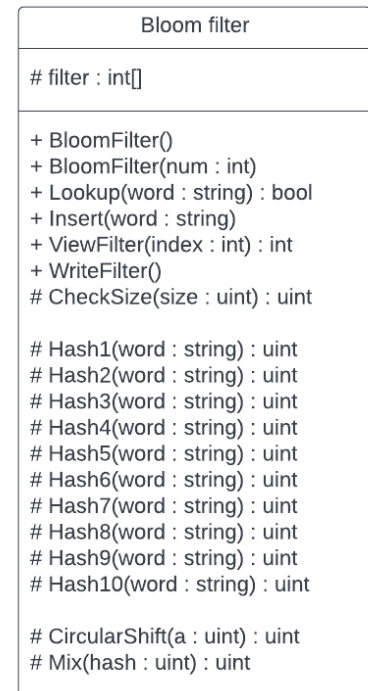 Bloom filter
# filter : int[]
+ BloomFilter()
+ BloomFilter(num : int)
+ Lookup(word : string) : bool
+ Insert(word : string)
+ ViewFilter(index : int) : int
+ WriteFilter()
# CheckSize(size : uint) : uint
# Hash1(word : string) : uint
# Hash2(word : string) : uint
# Hash3(word : string) : uint
# Hash4(word : string) : uint
# Hash5(word : string) : uint
# Hash6(word : string) : uint
# Hash7(word : string) : uint
# Hash8(word : string) : uint
# Hash9(word : string) : uint
# Hash10(word : string) : uint
# CircularShift(a : uint) : uint
# Mix(hash : uint) : uint